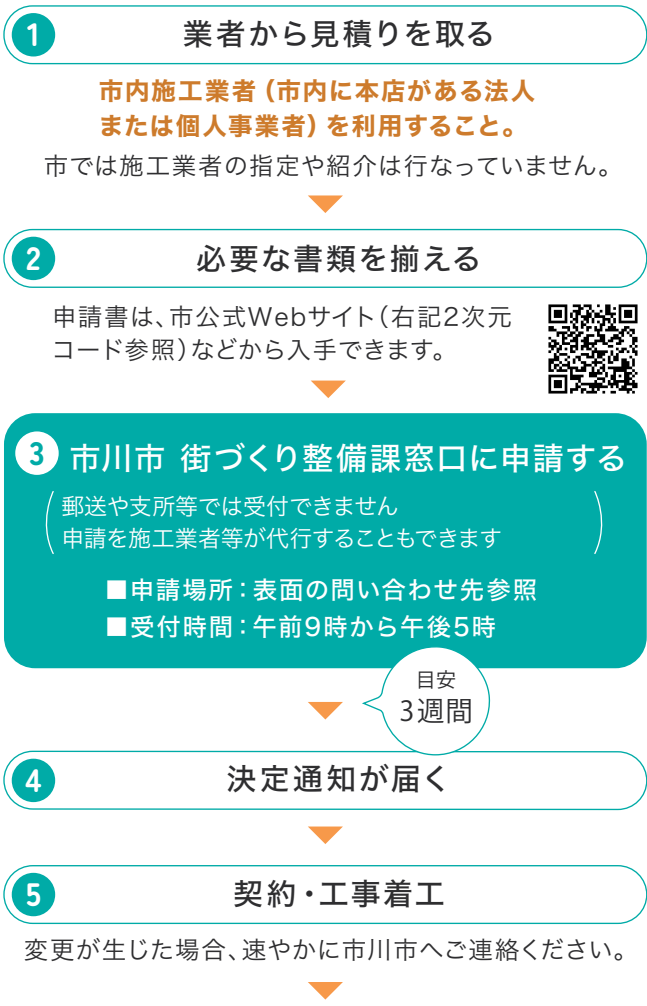 1 業者から見積りを取る
市内施工業者(市内に本店がある法人
または個人事業者)を利用すること。
市では施工業者の指定や紹介は行なっていません。
2 必要な書類を揃える
申請書は、市公式Webサイト(右記2次元
コード参照)などから入手できます。
3 市川市 街づくり整備課窓口に申請する
郵送や支所等では受付できません
申請を施工業者等が代行することもできます
■申請場所:表面の問い合わせ先参照
■受付時間:午前9時から午後5時
目安
3週間
4 決定通知が届く
5 契約・工事着工
変更が生じた場合、速やかに市川市へご連絡ください。